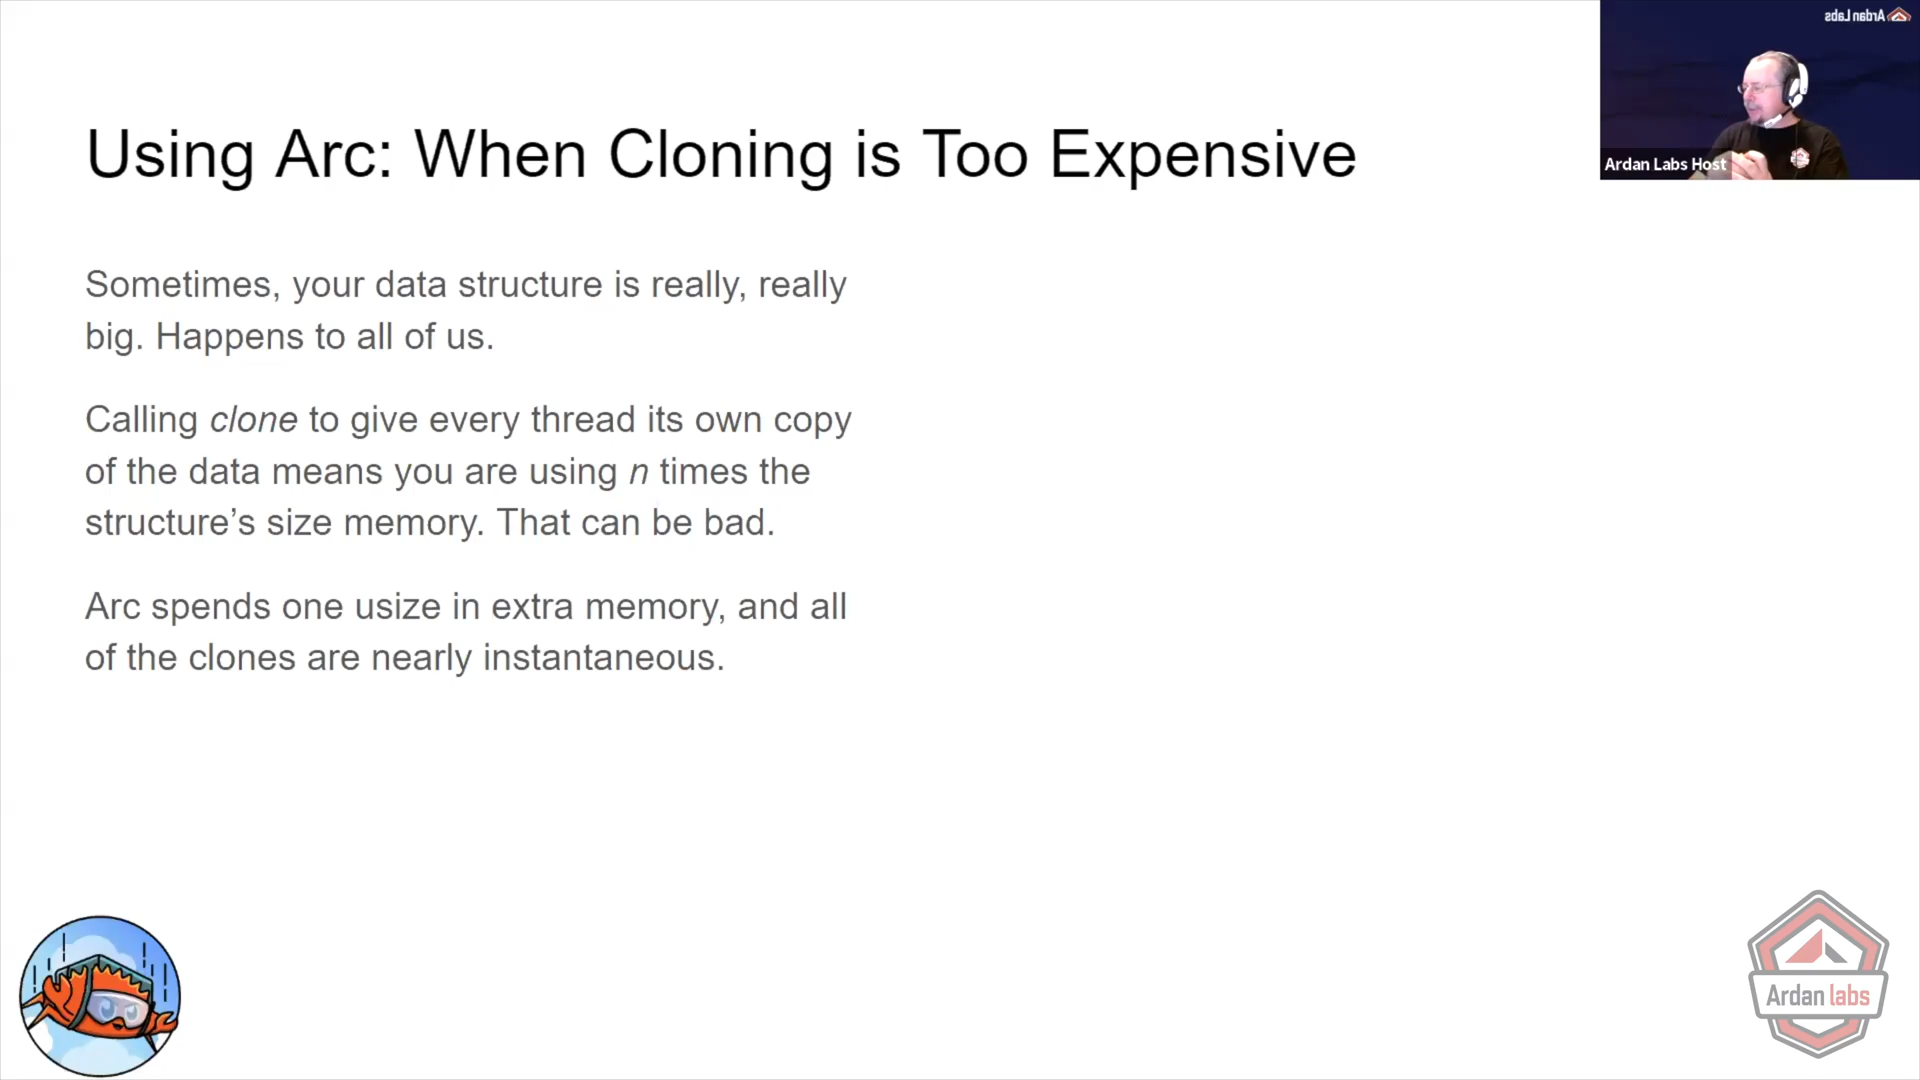 Ardan Labs
Ardan Labs Host
Using Arc: When Cloning is Too Expensive
Sometimes, your data structure is really, really
big. Happens to all of us.
Calling clone to give every thread its own copy
of the data means you are using n times the
structure’s size memory. That can be bad.
Arc spends one usize in extra memory, and all
of the clones are nearly instantaneous.
Ardan labs